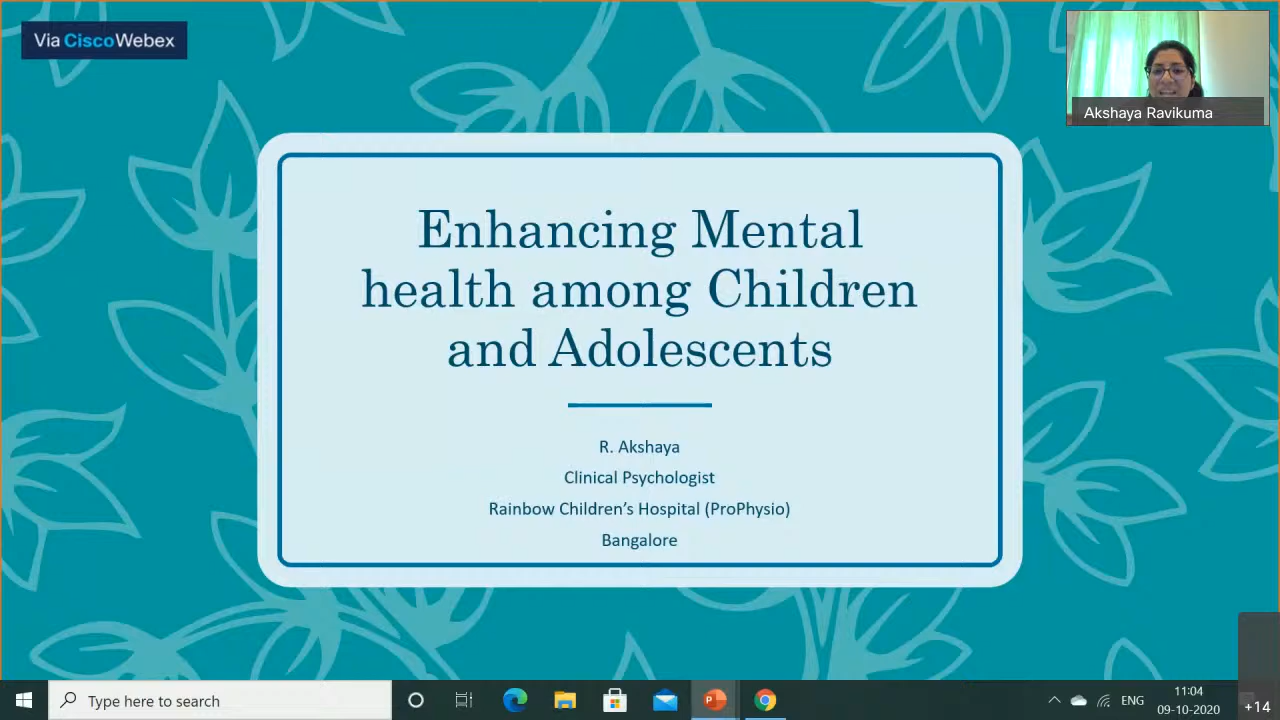 Via CiscoWebex
Akshaya Ravikuma
Enhancing Mental
health among Children
and Adolescents
R. Akshaya
Clinical Psychologist
Rainbow Children's Hospital (ProPhysio)
Bangalore
Type here to search
ENG
11:04
09-10-2020
+14